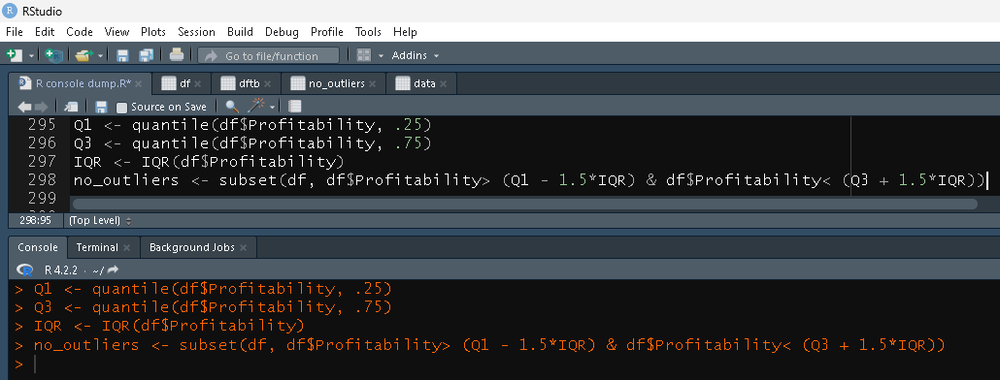 R RStudio
File Edit Code View Plots Session Build Debug Profile Tools Help
Go to file/function Addins
R console dump.R* × df × dftb × no_outliers × data ×
Source on Save
295 Q1 <- quantile(df$Profitability, .25)
296 Q3 <- quantile(df$Profitability, .75)
297 IQR <- IQR(df$Profitability)
298 no_outliers <- subset(df, df$Profitability> (Q1 - 1.5*IQR) & df$Profitability< (Q3 + 1.5*IQR))
299
298:95 (Top Level)
Console Terminal × Background Jobs ×
R 4.2.2 · ~/
> Q1 <- quantile(df$Profitability, .25)
> Q3 <- quantile(df$Profitability, .75)
> IQR <- IQR(df$Profitability)
> no_outliers <- subset(df, df$Profitability> (Q1 - 1.5*IQR) & df$Profitability< (Q3 + 1.5*IQR))
>